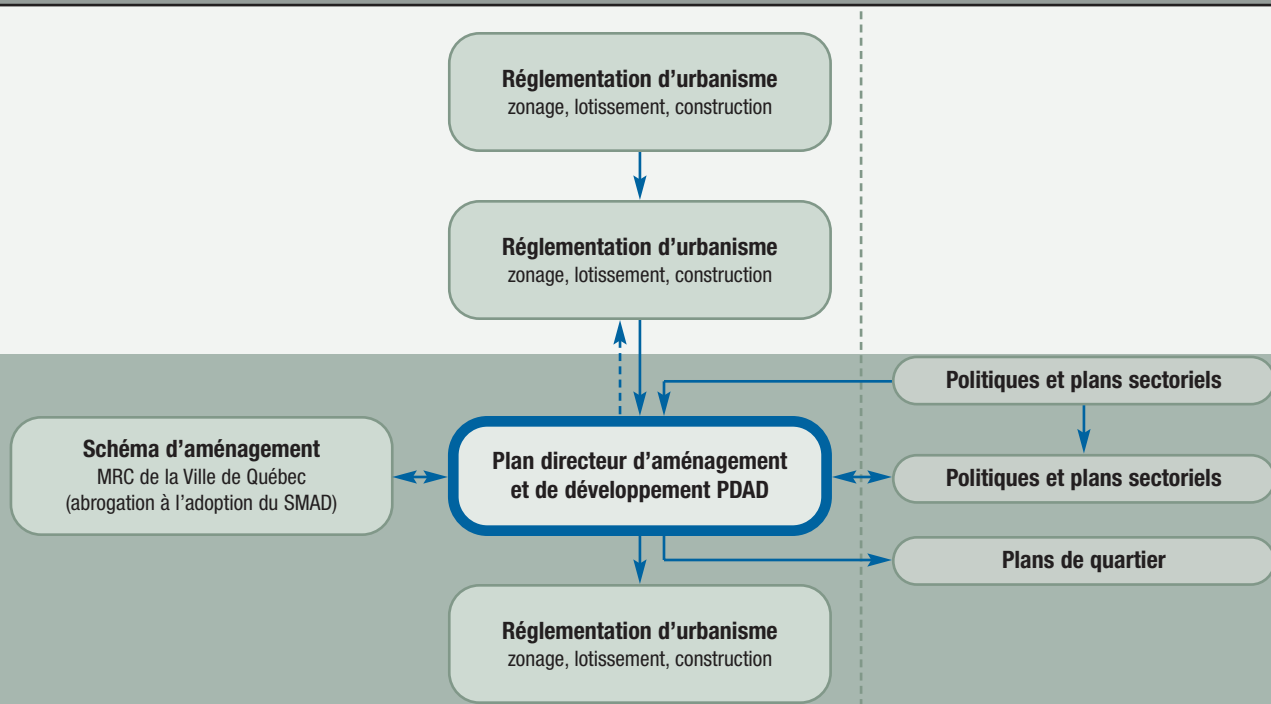 Réglementation d'urbanisme
zonage, lotissement, construction
Réglementation d'urbanisme
zonage, lotissement, construction
Politiques et plans sectoriels
Schéma d'aménagement
MRC de la Ville de Québec
(abrogation à l'adoption du SMAD)
Plan directeur d'aménagement
et de développement PDAD
Politiques et plans sectoriels
Plans de quartier
Réglementation d'urbanisme
zonage, lotissement, construction